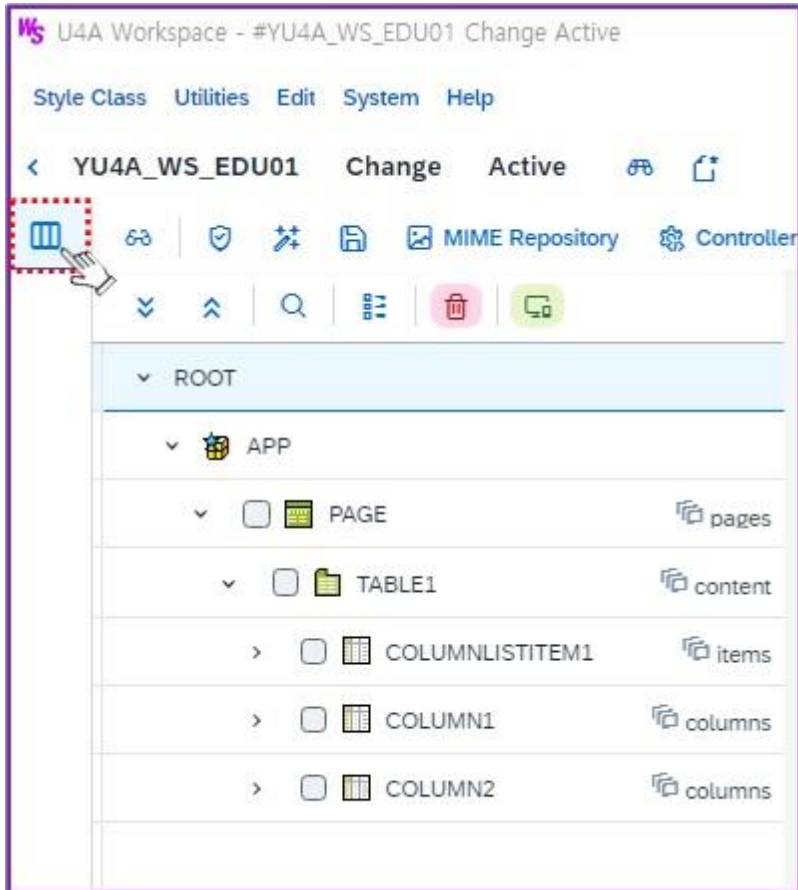 WS U4A Workspace - #YU4A_WS_EDU01 Change Active
Style Class Utilities Edit System Help
YU4A_WS_EDU01 Change Active
MIME Repository Controller
ROOT
APP
PAGE pages
TABLE1 content
COLUMNLISTITEM1 items
COLUMN1 columns
COLUMN2 columns